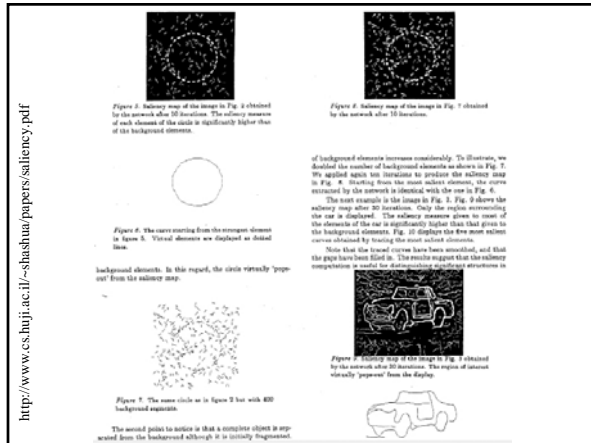 http://www.cs.huji.ac.il/~shashua/papers/saliency.pdf
Figure 5. Saliency map of the image in Fig. 2 obtained
by the network after 10 iterations. The saliency measure
of each element of the circle is significantly higher than
of the background elements.
Figure 6. The curve starting from the strongest element
in figure 5. Virtual elements are displayed as dotted
lines.
background elements. In this regard, the circle virtually 'pops-
out' from the saliency map.
Figure 7. The same circle as in figure 2 but with 400
background segments.
The second point to notice is that a complete object is sep-
arated from the background although it is initially fragmented.
Figure 8. Saliency map of the image in Fig. 7 obtained
by the network after 10 iterations.
of background elements increases considerably. To illustrate, we
doubled the number of background elements as shown in Fig. 7.
We applied again ten iterations to produce the saliency map
in Fig. 8. Starting from the most salient element, the curve
extracted by the network is identical with the one in Fig. 6.
The next example is the image in Fig. 3. Fig. 9 shows the
saliency map after 30 iterations. Only the region surrounding
the car is displayed. The saliency measure given to most of
the elements of the car is significantly higher than that given to
the background elements. Fig. 10 displays the five most salient
curves obtained by tracing the most salient elements.
Note that the traced curves have been smoothed, and that
the gaps have been filled in. The results suggest that the saliency
computation is useful for distinguishing significant structures in
Figure 9. Saliency map of the image in Fig. 3 obtained
by the network after 30 iterations. The region of interest
virtually 'pops-out' from the display.